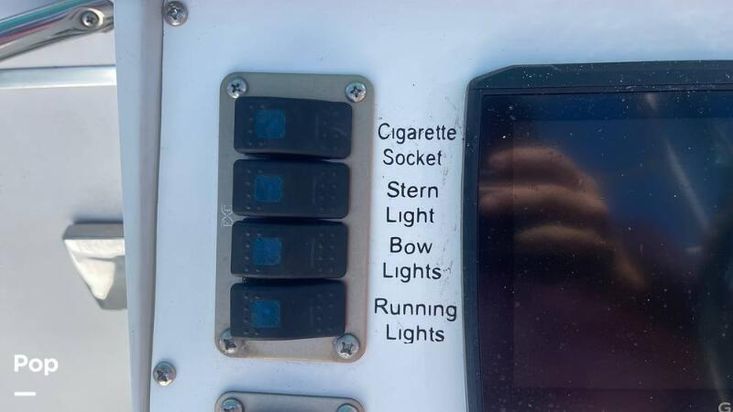 Cigarette
Socket
Stern
Light
Bow
Lights
Running
Lights
Pop
G